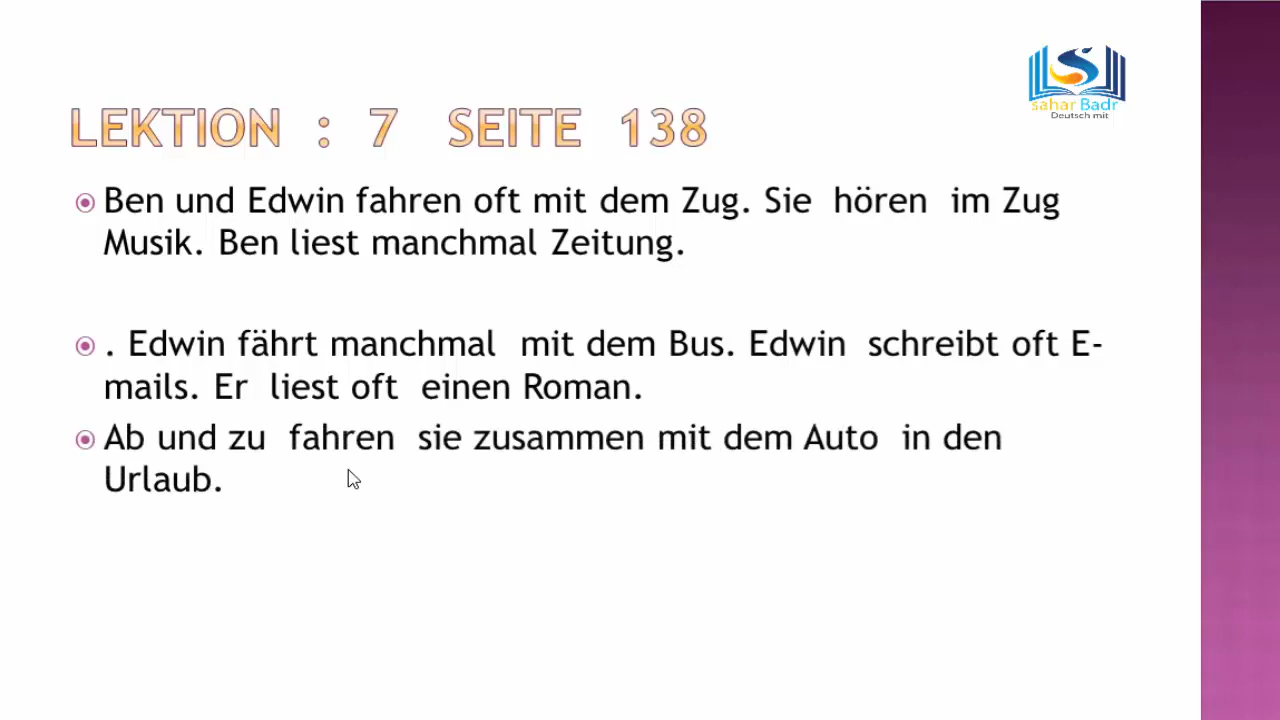 sahar Badr
Deutsch mit
LEKTION : 7 SEITE 138
Ben und Edwin fahren oft mit dem Zug. Sie hören im Zug
Musik. Ben liest manchmal Zeitung.
. Edwin fährt manchmal mit dem Bus. Edwin schreibt oft E-
mails. Er liest oft einen Roman.
Ab und zu fahren sie zusammen mit dem Auto in den
Urlaub.